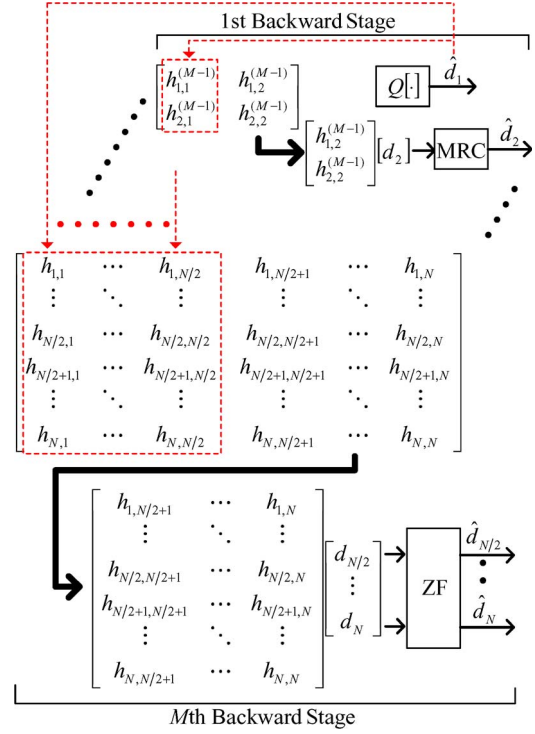 1st Backward Stage
h_{1,1}^{(M-1)} h_{1,2}^{(M-1)}
h_{2,1}^{(M-1)} h_{2,2}^{(M-1)}
Q[·] d̂_1
h_{1,2}^{(M-1)}
h_{2,2}^{(M-1)}
[d_2] MRC d̂_2
h_{1,1} ⋯ h_{1,N/2} h_{1,N/2+1} ⋯ h_{1,N}
⋮ ⋱ ⋮ ⋮ ⋱ ⋮
h_{N/2,1} ⋯ h_{N/2,N/2} h_{N/2,N/2+1} ⋯ h_{N/2,N}
h_{N/2+1,1} ⋯ h_{N/2+1,N/2} h_{N/2+1,N/2+1} ⋯ h_{N/2+1,N}
⋮ ⋱ ⋮ ⋮ ⋱ ⋮
h_{N,1} ⋯ h_{N,N/2} h_{N,N/2+1} ⋯ h_{N,N}
h_{1,N/2+1} ⋯ h_{1,N}
⋮ ⋱ ⋮
h_{N/2,N/2+1} ⋯ h_{N/2,N}
h_{N/2+1,N/2+1} ⋯ h_{N/2+1,N}
⋮ ⋱ ⋮
h_{N,N/2+1} ⋯ h_{N,N}
d_{N/2}
⋮
d_N
ZF
d̂_{N/2}
d̂_N
Mth Backward Stage